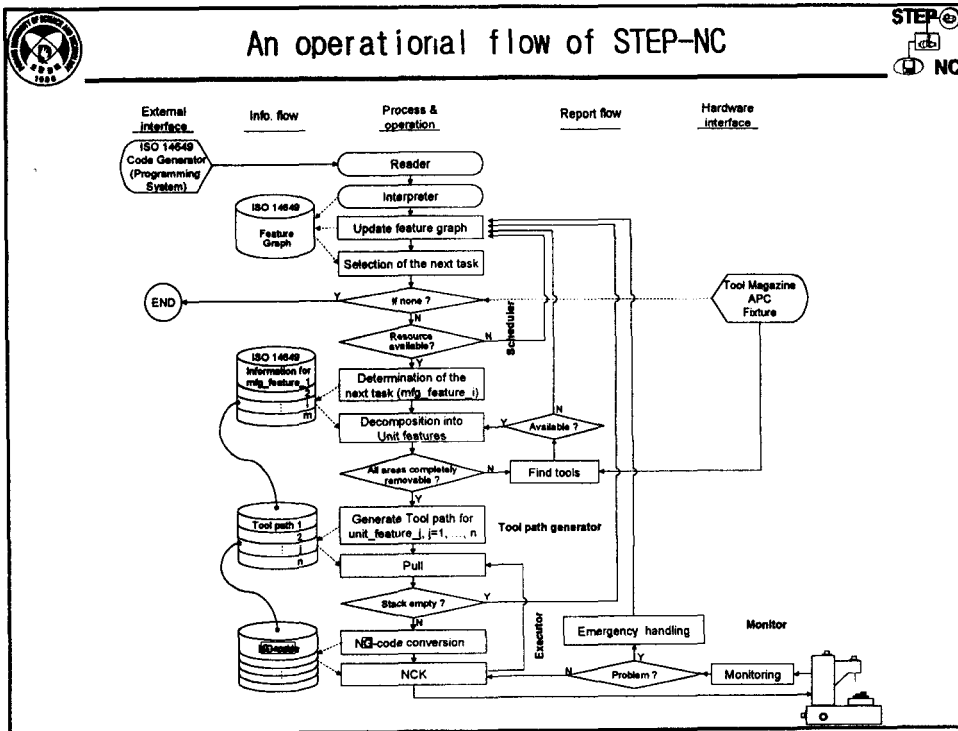 An operational flow of STEP-NC
STEP
NC
1986
External
interface
Info. flow
Process &
operation
Report flow
Hardware
interface
ISO 14649
Code Generator
(Programming
System)
Reader
Interpreter
ISO 14649
Feature
Graph
Update feature graph
Selection of the next task
END
Y
If none ?
N
Tool Magazine
APC
Fixture
Resource
available?
N
Y
Scheduler
ISO 14649
Information for
mfg_feature_1
2
i
m
Determination of the
next task (mfg_feature_i)
Decomposition into
Unit features
Y
Available ?
N
All areas completely
removable ?
N
Y
Find tools
Tool path 1
2
j
n
Generate Tool path for
unit_feature_j, j=1, ..., n
Tool path generator
Pull
Stack empty ?
Y
N
NC-code conversion
NCK
Executor
Emergency handling
Y
N
Problem ?
Monitor
Monitoring